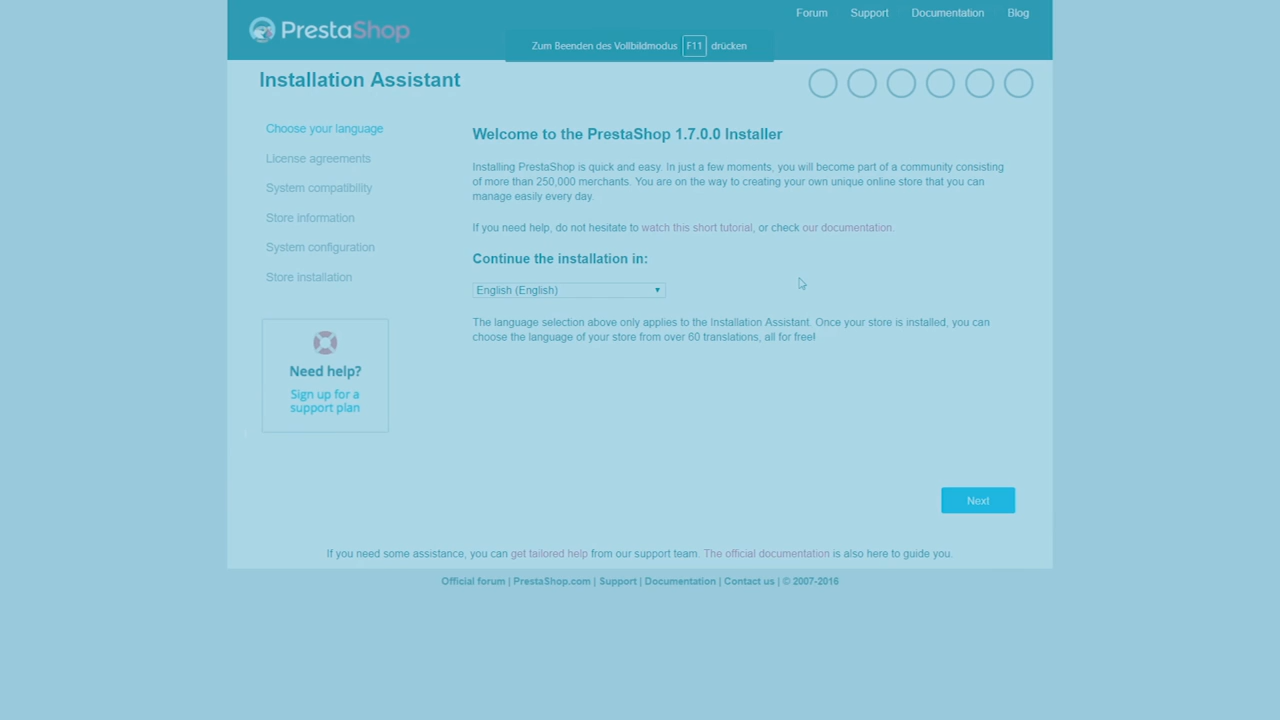 PrestaShop
Forum Support Documentation Blog
Zum Beenden des Vollbildmodus F11 drücken
Installation Assistant
Choose your language
License agreements
System compatibility
Store information
System configuration
Store installation
Need help?
Sign up for a
support plan
Welcome to the PrestaShop 1.7.0.0 Installer
Installing PrestaShop is quick and easy. In just a few moments, you will become part of a community consisting
of more than 250,000 merchants. You are on the way to creating your own unique online store that you can
manage easily every day.
If you need help, do not hesitate to watch this short tutorial, or check our documentation.
Continue the installation in:
English (English)
The language selection above only applies to the Installation Assistant. Once your store is installed, you can
choose the language of your store from over 60 translations, all for free!
Next
If you need some assistance, you can get tailored help from our support team. The official documentation is also here to guide you.
Official forum | PrestaShop.com | Support | Documentation | Contact us | © 2007-2016